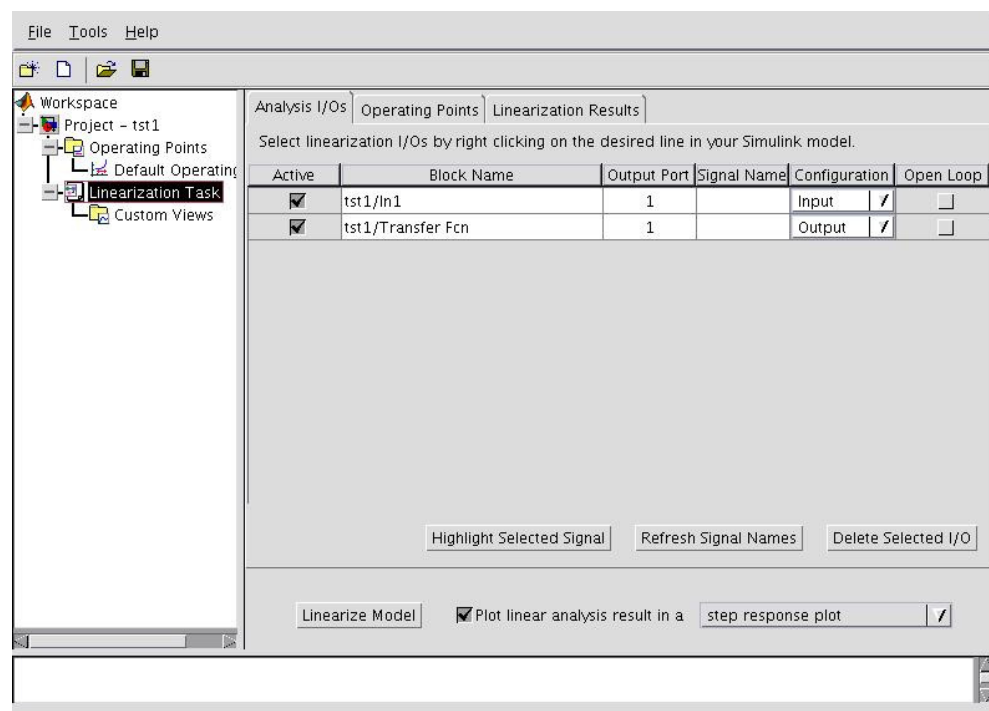 File Tools Help
Workspace
Project - tst1
Operating Points
Default Operating
Linearization Task
Custom Views
Analysis I/Os Operating Points Linearization Results
Select linearization I/Os by right clicking on the desired line in your Simulink model.
Active Block Name Output Port Signal Name Configuration Open Loop
tst1/In1 1 Input
tst1/Transfer Fcn 1 Output
Highlight Selected Signal Refresh Signal Names Delete Selected I/O
Linearize Model Plot linear analysis result in a step response plot